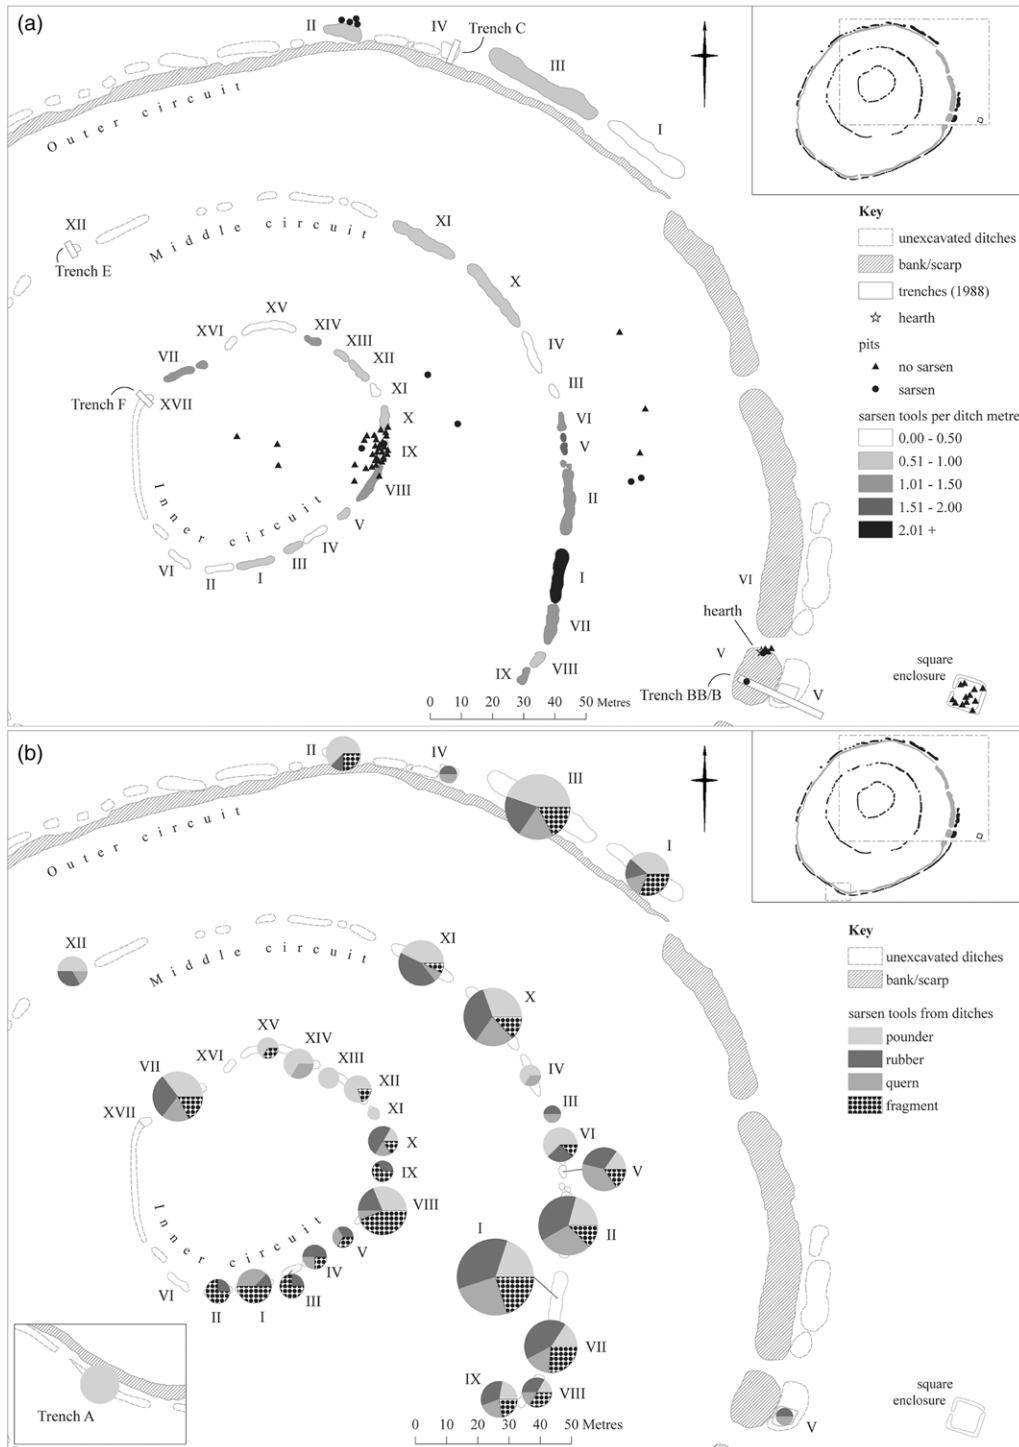 (a)
II
IV
Trench C
III
I
Outer circuit
XII
Trench E
Middle circuit
XI
X
IV
III
VI
V
II
I
VII
VIII
IX
XVI
XV
XIV
XIII
XII
XI
X
IX
VIII
V
IV
III
I
II
VI
VII
Trench F
XVII
Inner circuit
0 10 20 30 40 50 Metres
VI
hearth
V
Trench BB/B
V
square
enclosure
Key
unexcavated ditches
bank/scarp
trenches (1988)
hearth
pits
no sarsen
sarsen
sarsen tools per ditch metre
0.00 - 0.50
0.51 - 1.00
1.01 - 1.50
1.51 - 2.00
2.01 +
(b)
II
IV
III
I
Outer circuit
XII
Middle circuit
XI
X
IV
III
VI
V
II
I
VII
VIII
IX
XV
XIV
XVI
XIII
VII
XII
XI
XVII
X
IX
VIII
V
IV
III
I
II
VI
Inner circuit
Trench A
0 10 20 30 40 50 Metres
V
square
enclosure
Key
unexcavated ditches
bank/scarp
sarsen tools from ditches
pounder
rubber
quern
fragment